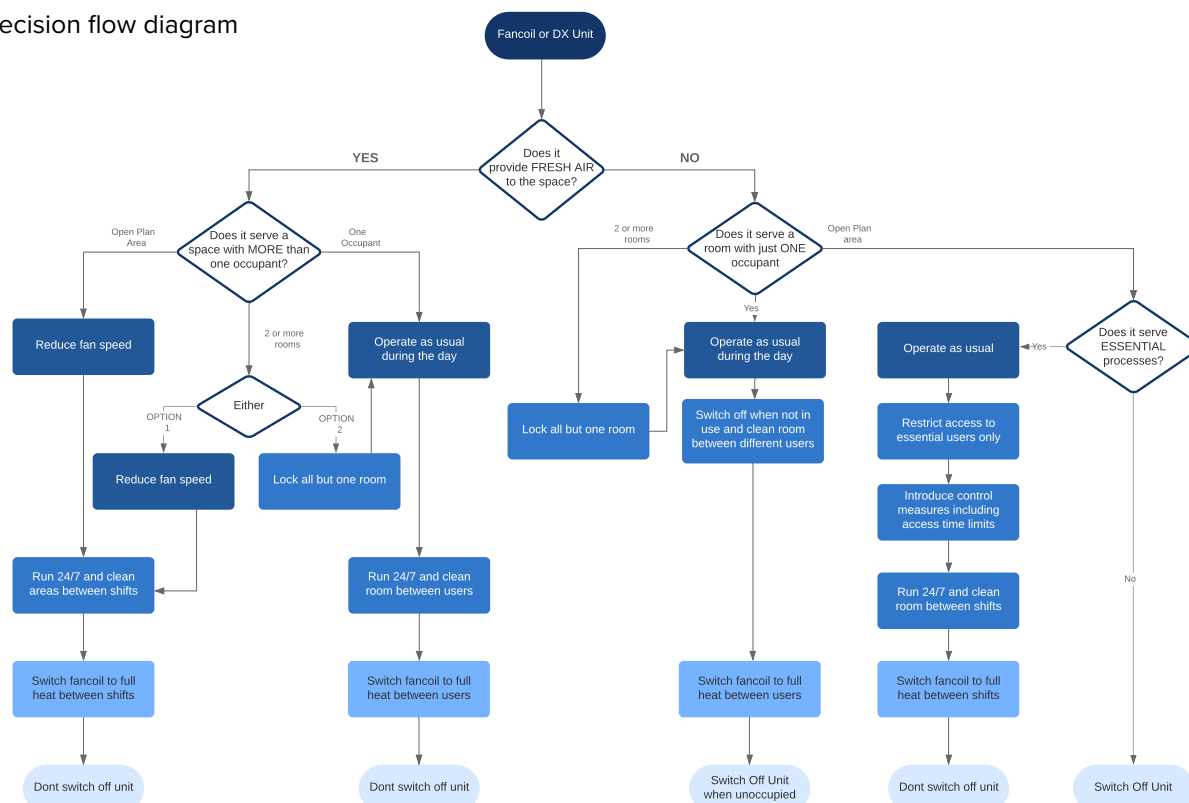 ecision flow diagram
Fancoil or DX Unit
Does it
provide FRESH AIR
to the space?
YES
NO
Open Plan
Area
Does it serve a
space with MORE than
one occupant?
One
Occupant
2 or more
rooms
Does it serve a
room with just ONE
occupant
Open Plan
area
Yes
Reduce fan speed
2 or more
rooms
Operate as usual
during the day
Operate as usual
during the day
Operate as usual
Yes
Does it serve
ESSENTIAL
processes?
Either
OPTION
1
OPTION
2
Reduce fan speed
Lock all but one room
Lock all but one room
Switch off when not in
use and clean room
between different users
Restrict access to
essential users only
Introduce control
measures including
access time limits
Run 24/7 and clean
areas between shifts
Run 24/7 and clean
room between users
Run 24/7 and clean
room between shifts
No
Switch fancoil to full
heat between shifts
Switch fancoil to full
heat between users
Switch fancoil to full
heat between users
Switch fancoil to full
heat between shifts
Dont switch off unit
Dont switch off unit
Switch Off Unit
when unoccupied
Dont switch off unit
Switch Off Unit